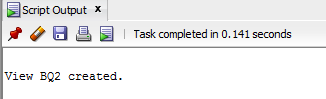 Script Output x
Task completed in 0.141 seconds
View BQ2 created.